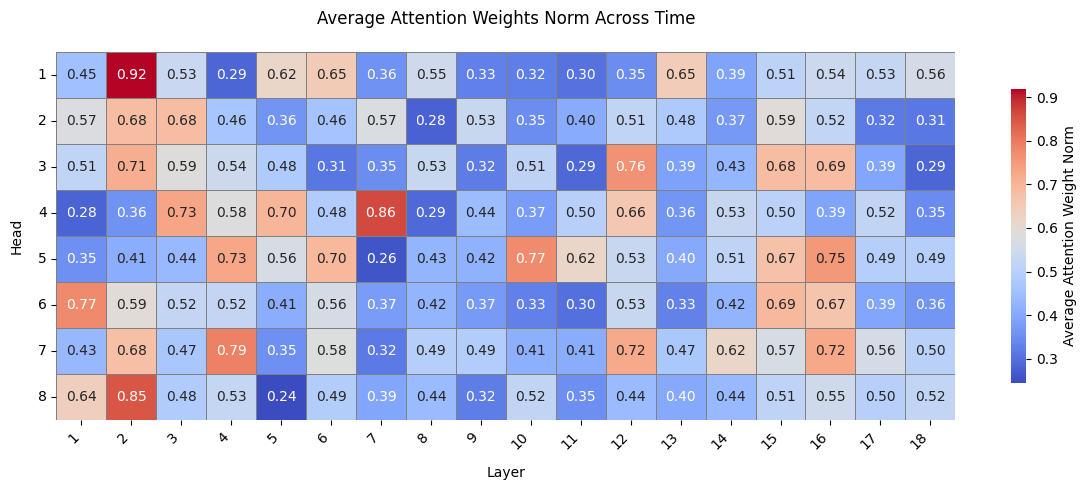 Average Attention Weights Norm Across Time
1 0.45 0.92 0.53 0.29 0.62 0.65 0.36 0.55 0.33 0.32 0.30 0.35 0.65 0.39 0.51 0.54 0.53 0.56
2 0.57 0.68 0.68 0.46 0.36 0.46 0.57 0.28 0.53 0.35 0.40 0.51 0.48 0.37 0.59 0.52 0.32 0.31
3 0.51 0.71 0.59 0.54 0.48 0.31 0.35 0.53 0.32 0.51 0.29 0.76 0.39 0.43 0.68 0.69 0.39 0.29
4 0.28 0.36 0.73 0.58 0.70 0.48 0.86 0.29 0.44 0.37 0.50 0.66 0.36 0.53 0.50 0.39 0.52 0.35
5 0.35 0.41 0.44 0.73 0.56 0.70 0.26 0.43 0.42 0.77 0.62 0.53 0.40 0.51 0.67 0.75 0.49 0.49
6 0.77 0.59 0.52 0.52 0.41 0.56 0.37 0.42 0.37 0.33 0.30 0.53 0.33 0.42 0.69 0.67 0.39 0.36
7 0.43 0.68 0.47 0.79 0.35 0.58 0.32 0.49 0.49 0.41 0.41 0.72 0.47 0.62 0.57 0.72 0.56 0.50
8 0.64 0.85 0.48 0.53 0.24 0.49 0.39 0.44 0.32 0.52 0.35 0.44 0.40 0.44 0.51 0.55 0.50 0.52
1 2 3 4 5 6 7 8 9 10 11 12 13 14 15 16 17 18
Layer
Head
0.9
0.8
0.7
0.6
0.5
0.4
0.3
Average Attention Weight Norm